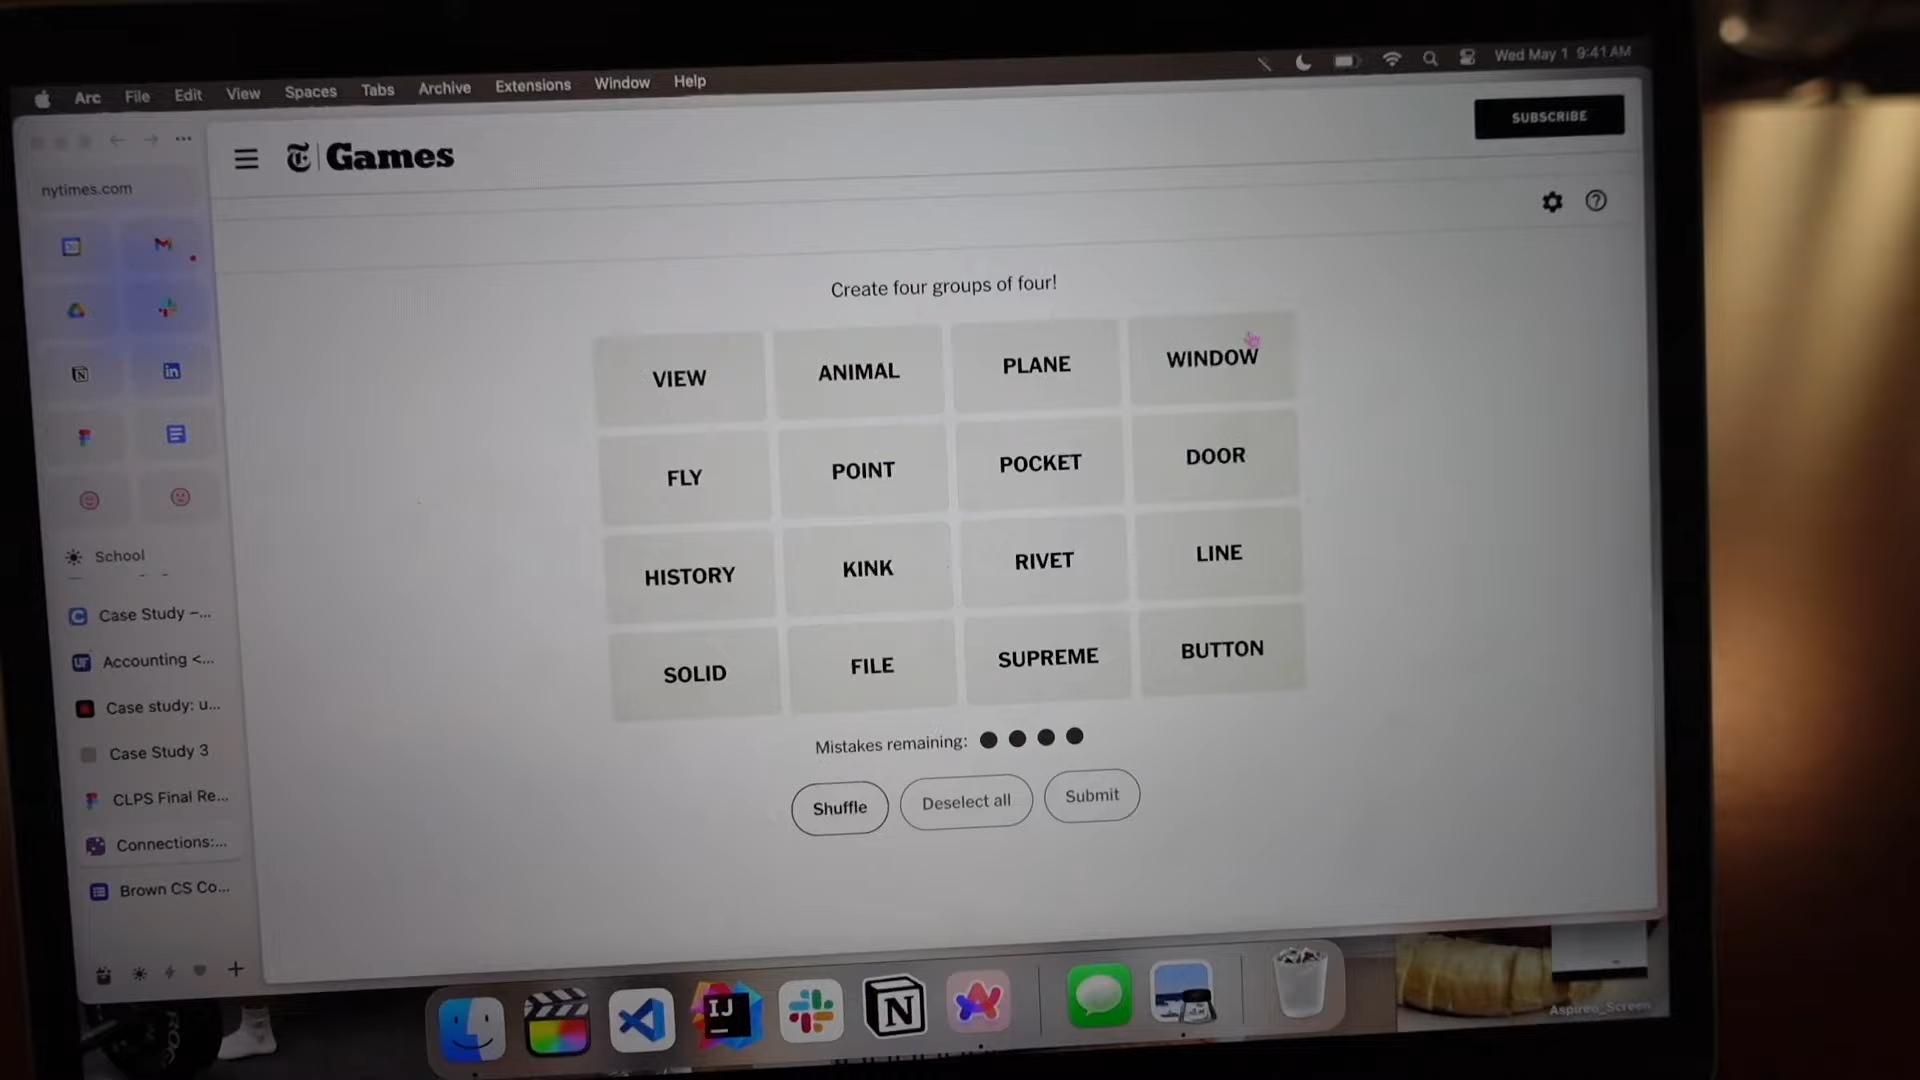 Arc File Edit View Spaces Tabs Archive Extensions Window Help Wed May 1 9:41 AM
nytimes.com
Games
SUBSCRIBE
Create four groups of four!
VIEW ANIMAL PLANE WINDOW
FLY POINT POCKET DOOR
HISTORY KINK RIVET LINE
SOLID FILE SUPREME BUTTON
Mistakes remaining:
Shuffle Deselect all Submit
School
Case Study –...
Accounting <...
Case study: u...
Case Study 3
CLPS Final Re...
Connections:...
Brown CS Co...
IJ
Aspireo_Screen